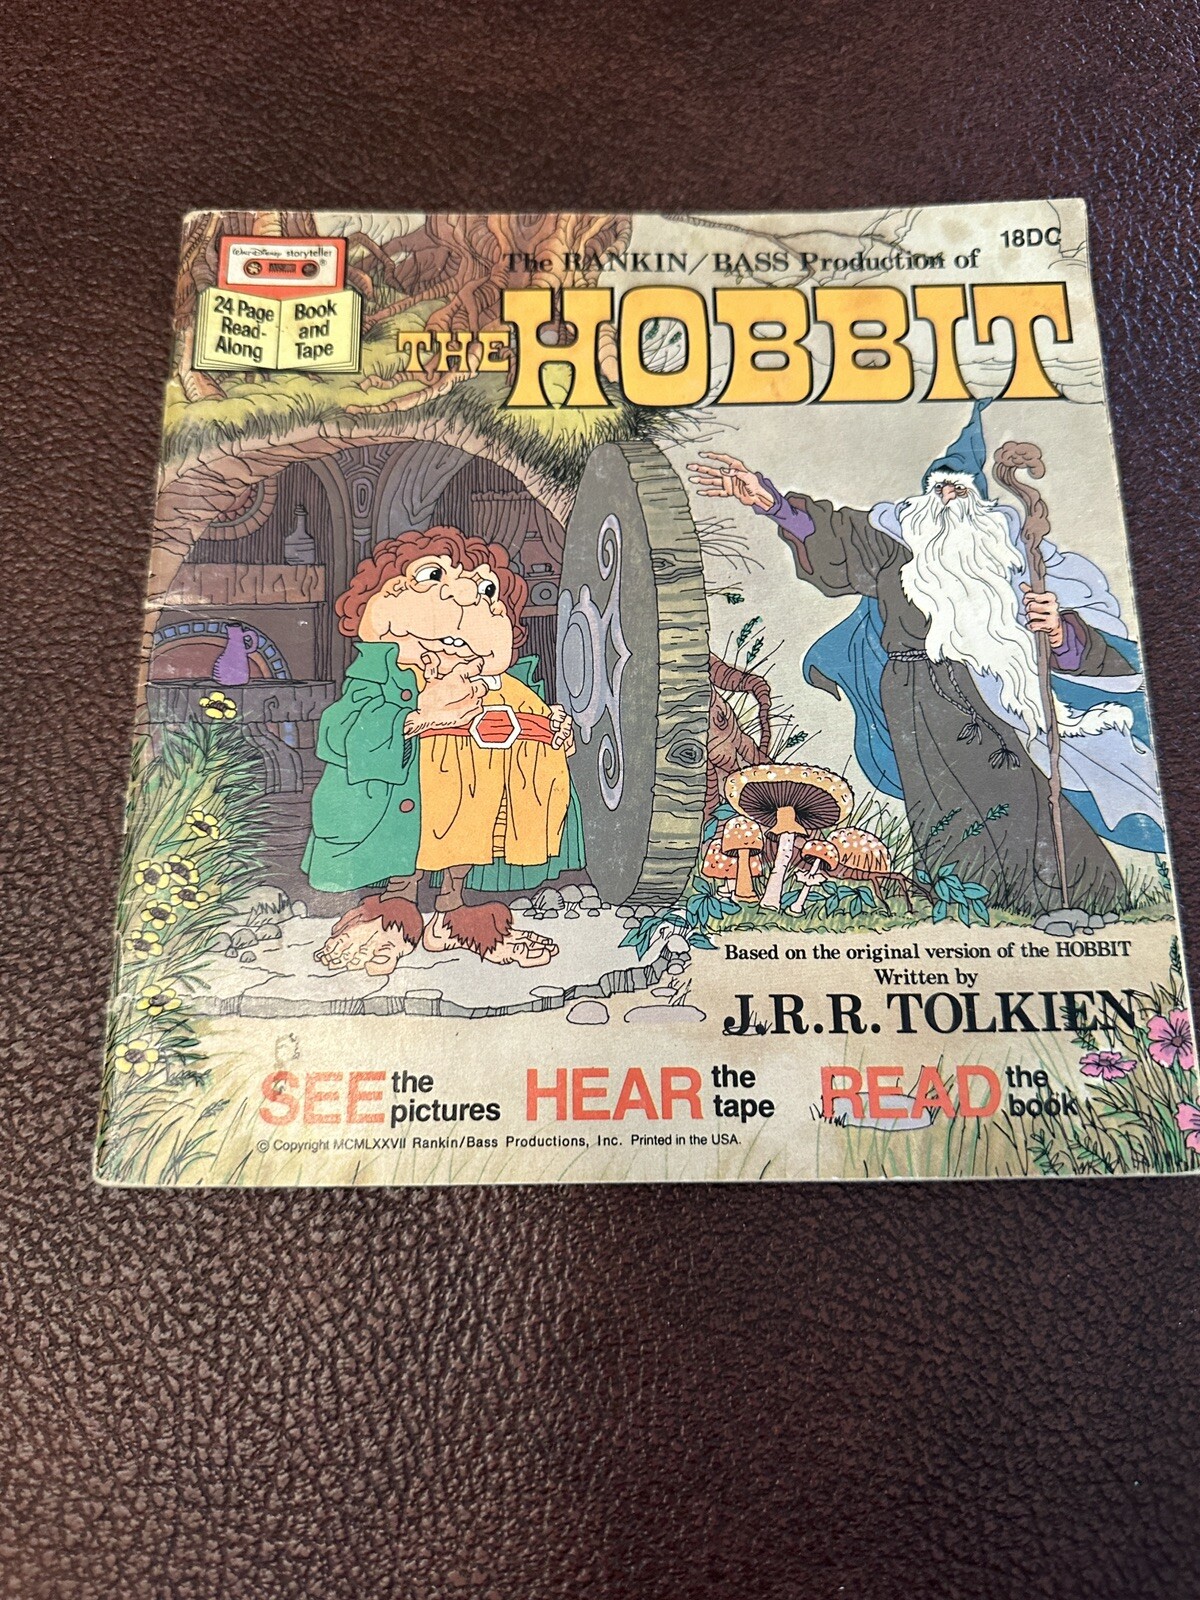 18DC
Walt Disney storyteller
®
24 Page
Read-
Along
Book
and
Tape
The RANKIN/BASS Production of
THE HOBBIT
Based on the original version of the HOBBIT
Written by
J.R.R. TOLKIEN
SEE the pictures
HEAR the tape
READ the book
© Copyright MCMLXXVII Rankin/Bass Productions, Inc. Printed in the USA.